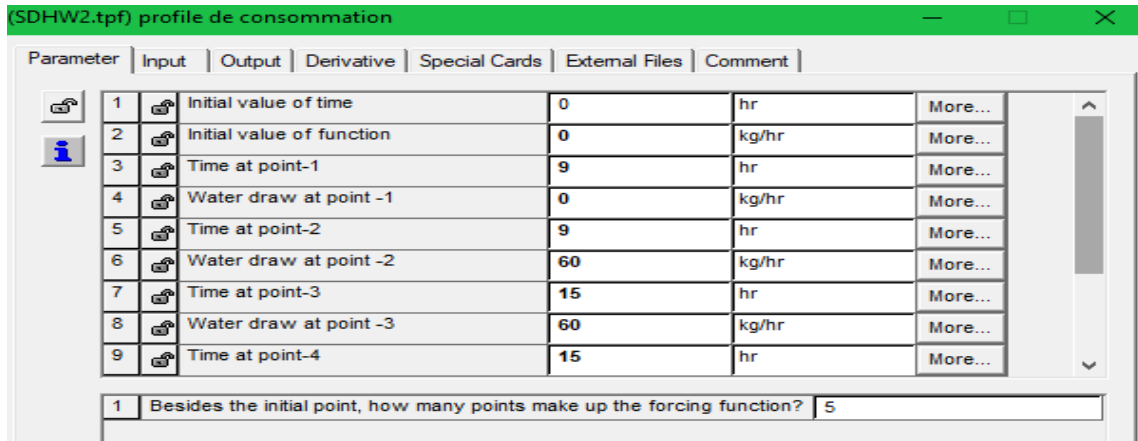 (SDHW2.tpf) profile de consommation
Parameter Input Output Derivative Special Cards External Files Comment
1 Initial value of time 0 hr More...
2 Initial value of function 0 kg/hr More...
3 Time at point-1 9 hr More...
4 Water draw at point -1 0 kg/hr More...
5 Time at point-2 9 hr More...
6 Water draw at point -2 60 kg/hr More...
7 Time at point-3 15 hr More...
8 Water draw at point -3 60 kg/hr More...
9 Time at point-4 15 hr More...
1 Besides the initial point, how many points make up the forcing function? 5